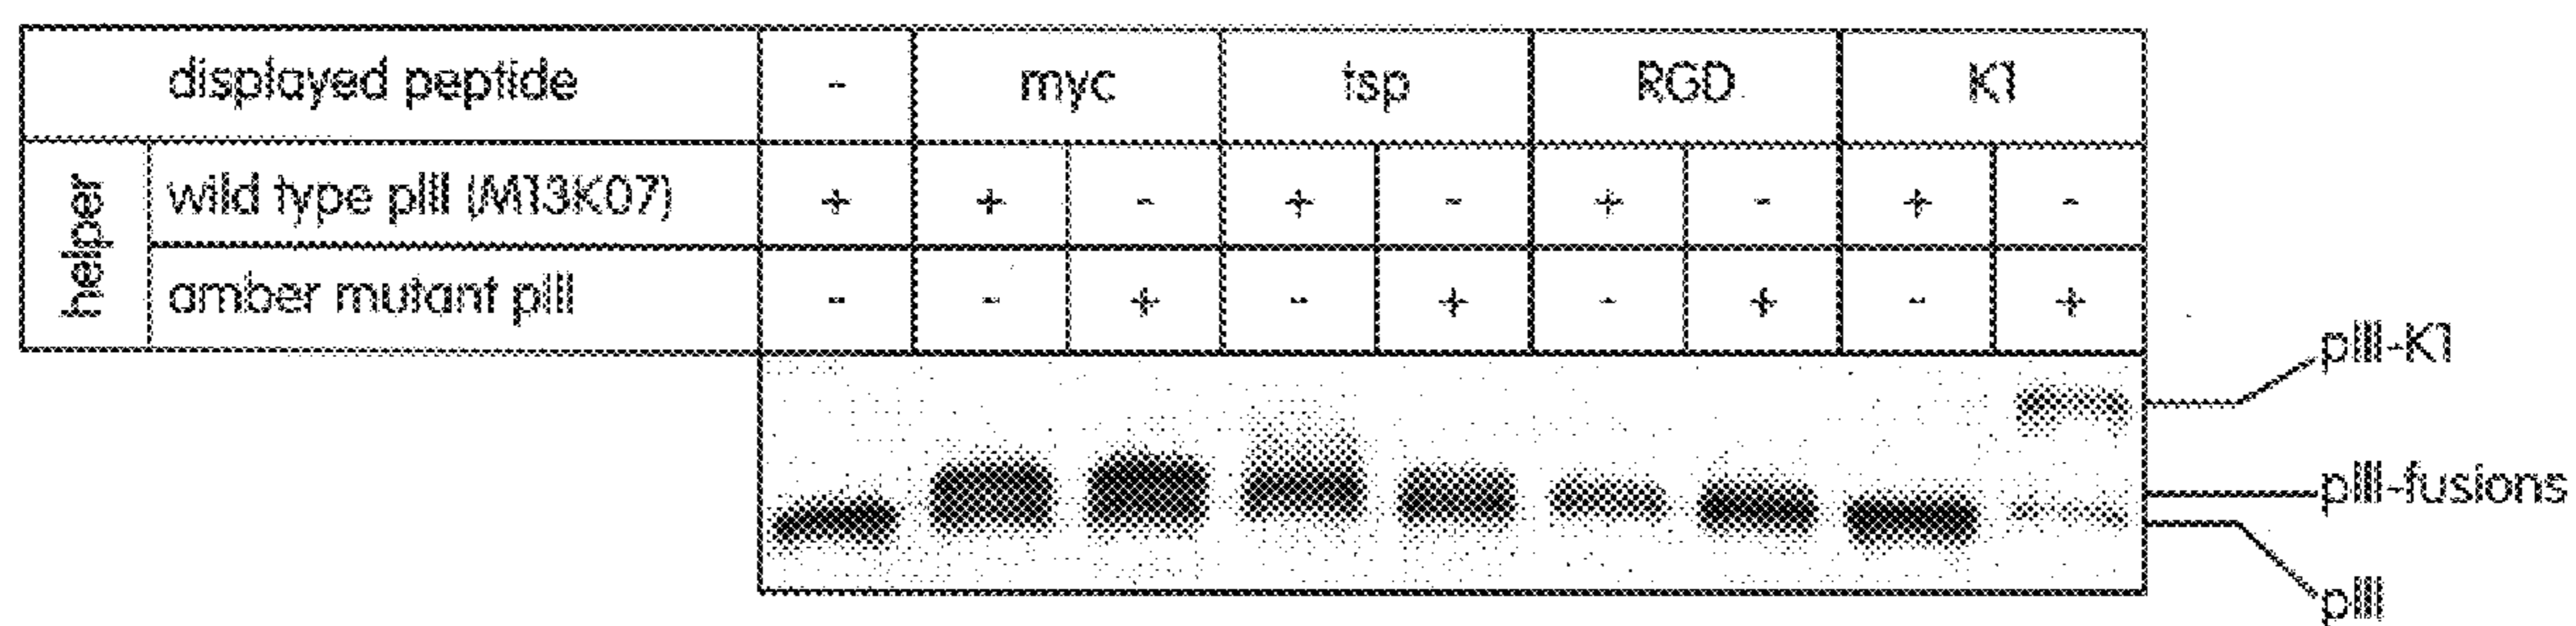 displayed peptide - myc tsp RGD K1
helper
wild type pIII (M13K07) + + - + - + - + -
amber mutant pIII - - + - + - + - +
pIII-K1
pIII-fusions
pIII